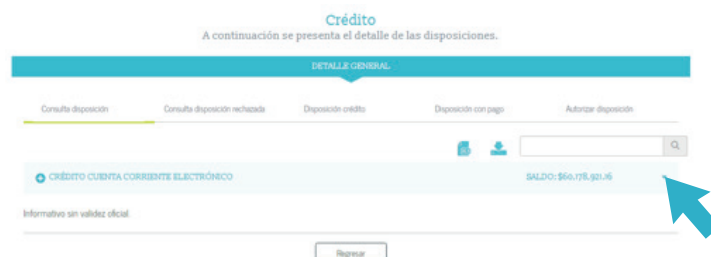 Crédito
A continuación se presenta el detalle de las disposiciones.
DETALLE GENERAL
Consulta disposición Consulta disposición rechazada Disposición crédito Disposición con pago Autorizar disposición
CRÉDITO CUENTA CORRIENTE ELECTRÓNICO SALDO: $60,178,921.16
Informativo sin validez oficial.
Regresar